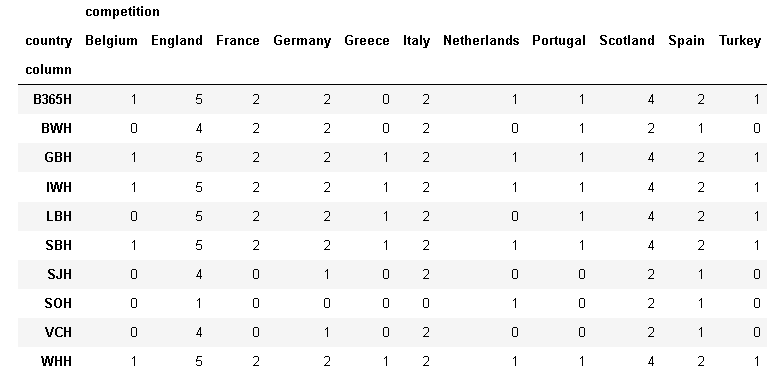 competition
country Belgium England France Germany Greece Italy Netherlands Portugal Scotland Spain Turkey
column
B365H 1 5 2 2 0 2 1 1 4 2 1
BWH 0 4 2 2 0 2 0 1 2 1 0
GBH 1 5 2 2 1 2 1 1 4 2 1
IWH 1 5 2 2 1 2 1 1 4 2 1
LBH 0 5 2 2 1 2 0 1 4 2 1
SBH 1 5 2 2 1 2 1 1 4 2 1
SJH 0 4 0 1 0 2 0 0 2 1 0
SOH 0 1 0 0 0 0 1 0 2 1 0
VCH 0 4 0 1 0 2 0 0 2 1 0
WHH 1 5 2 2 1 2 1 1 4 2 1